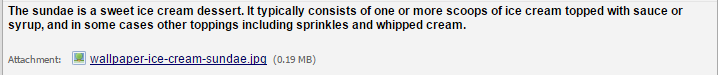 The sundae is a sweet ice cream dessert. It typically consists of one or more scoops of ice cream topped with sauce or
syrup, and in some cases other toppings including sprinkles and whipped cream.
Attachment: wallpaper-ice-cream-sundae.jpg (0.19 MB)